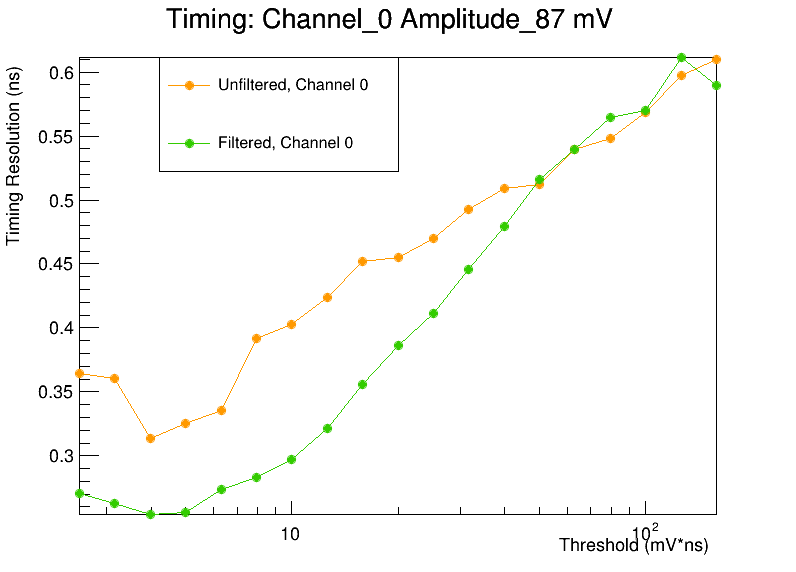 Timing: Channel_0 Amplitude_87 mV
Timing Resolution (ns)
Unfiltered, Channel 0
Filtered, Channel 0
0.6
0.55
0.5
0.45
0.4
0.35
0.3
10
10²
Threshold (mV*ns)